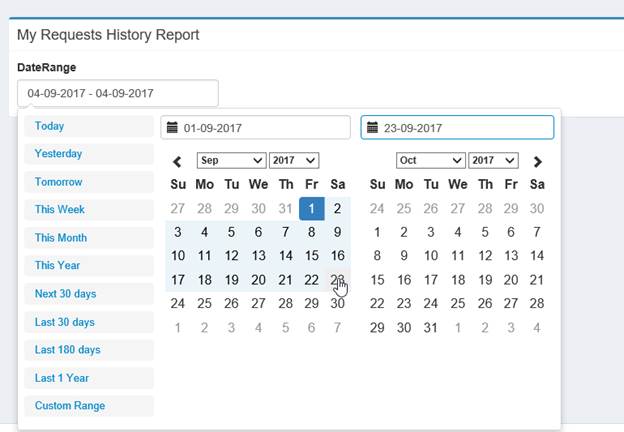 My Requests History Report
DateRange
04-09-2017 - 04-09-2017
Today
Yesterday
Tomorrow
This Week
This Month
This Year
Next 30 days
Last 30 days
Last 180 days
Last 1 Year
Custom Range
01-09-2017
Sep 2017
Su Mo Tu We Th Fr Sa
27 28 29 30 31 1 2
3 4 5 6 7 8 9
10 11 12 13 14 15 16
17 18 19 20 21 22 23
24 25 26 27 28 29 30
1 2 3 4 5 6 7
23-09-2017
Oct 2017
Su Mo Tu We Th Fr Sa
24 25 26 27 28 29 30
1 2 3 4 5 6 7
8 9 10 11 12 13 14
15 16 17 18 19 20 21
22 23 24 25 26 27 28
29 30 31 1 2 3 4